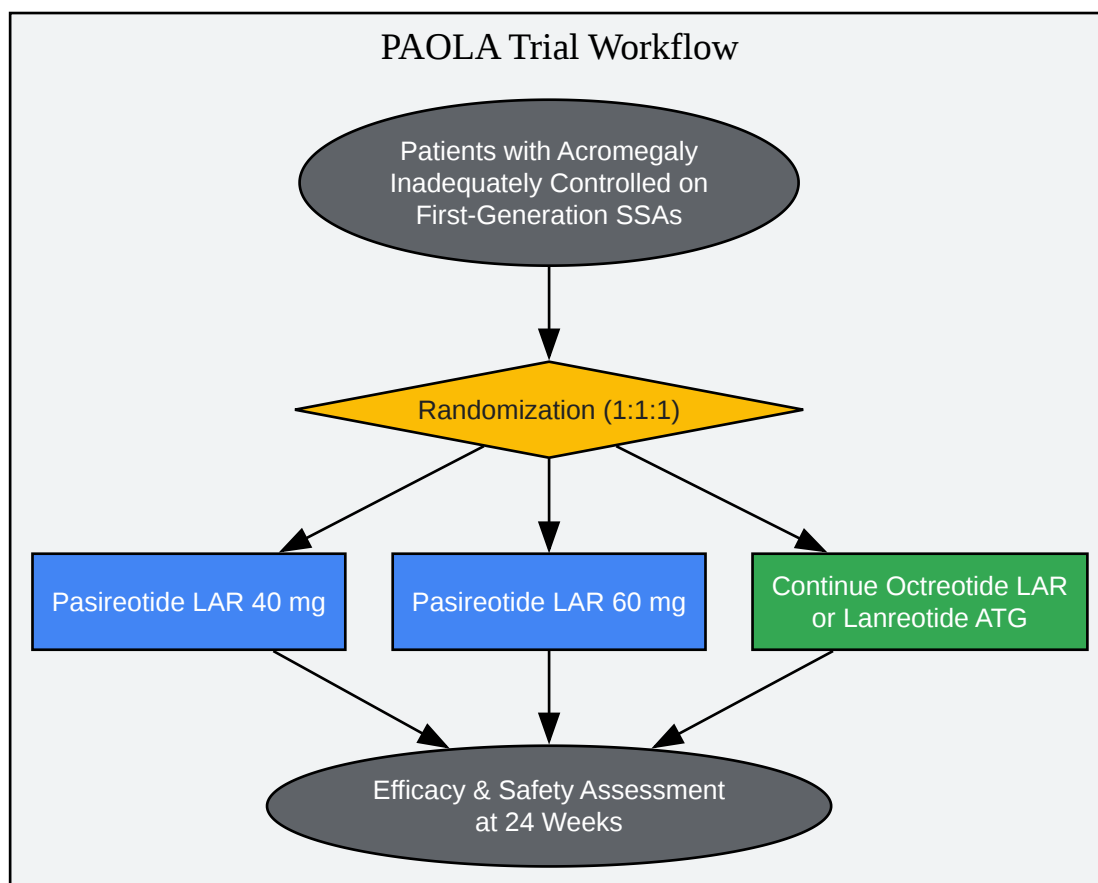 PAOLA Trial Workflow
Patients with Acromegaly
Inadequately Controlled on
First-Generation SSAs
Randomization (1:1:1)
Pasireotide LAR 40 mg
Pasireotide LAR 60 mg
Continue Octreotide LAR
or Lanreotide ATG
Efficacy & Safety Assessment
at 24 Weeks